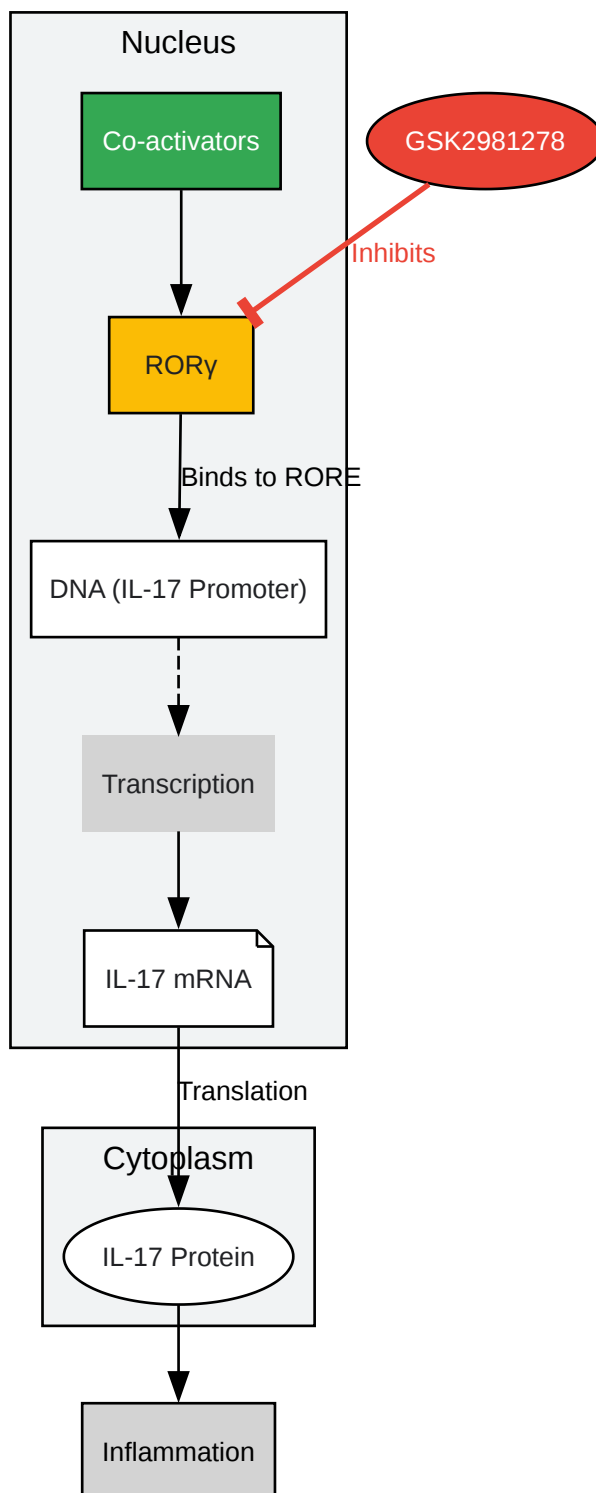 Nucleus
Co-activators
GSK2981278
Inhibits
RORγ
Binds to RORE
DNA (IL-17 Promoter)
Transcription
IL-17 mRNA
Translation
Cytoplasm
IL-17 Protein
Inflammation